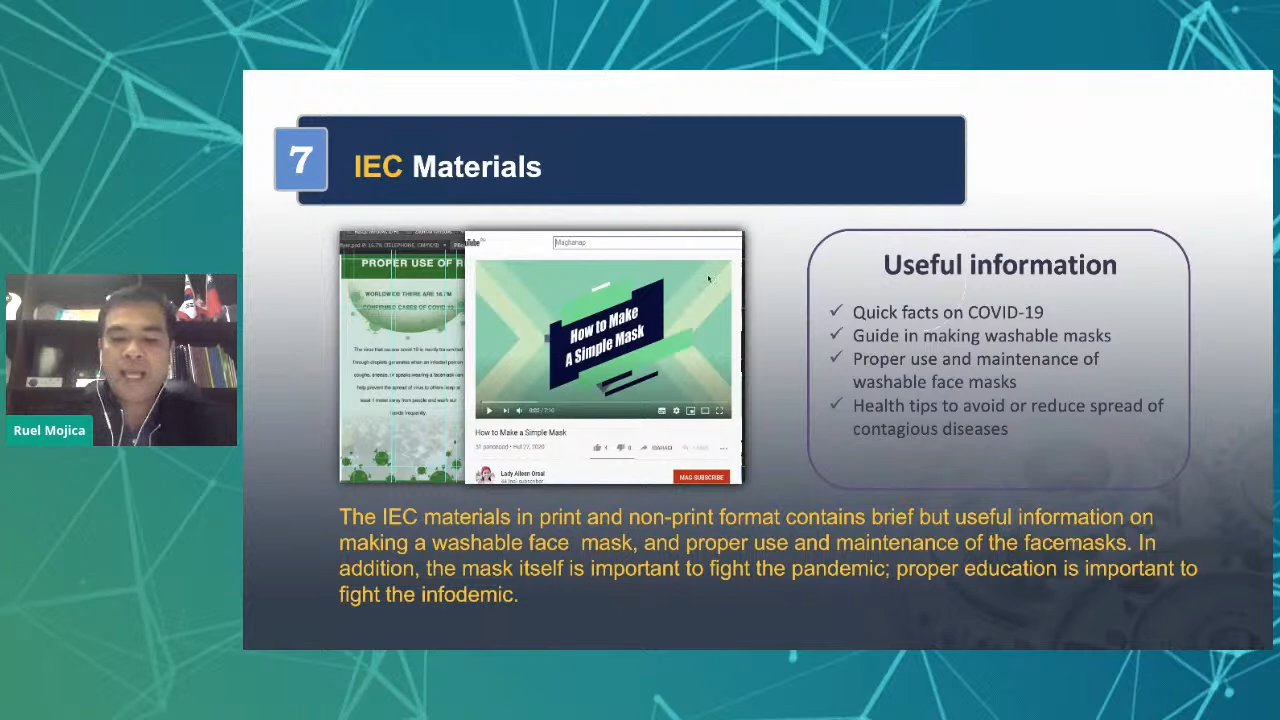 7
IEC Materials
PROPER USE OF
Maghanap
How to Make
A Simple Mask
How to Make a Simple Mask
Lady Aileen Orsal
MAG-SUBSCRIBE
Useful information
✓ Quick facts on COVID-19
✓ Guide in making washable masks
✓ Proper use and maintenance of
washable face masks
✓ Health tips to avoid or reduce spread of
contagious diseases
Ruel Mojica
The IEC materials in print and non-print format contains brief but useful information on
making a washable face mask, and proper use and maintenance of the facemasks. In
addition, the mask itself is important to fight the pandemic; proper education is important to
fight the infodemic.